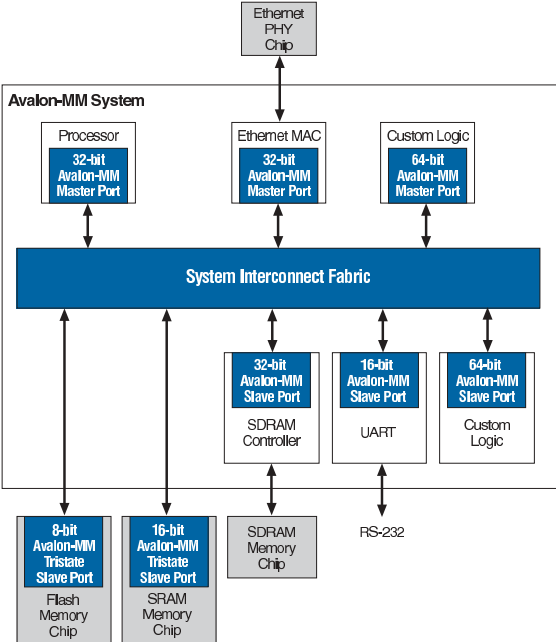 Ethernet
PHY
Chip
Avalon-MM System
Processor
32-bit
Avalon-MM
Master Port
Ethernet MAC
32-bit
Avalon-MM
Master Port
Custom Logic
64-bit
Avalon-MM
Master Port
System Interconnect Fabric
32-bit
Avalon-MM
Slave Port
SDRAM
Controller
16-bit
Avalon-MM
Slave Port
UART
64-bit
Avalon-MM
Slave Port
Custom
Logic
8-bit
Avalon-MM
Tristate
Slave Port
Fllash
Memory
Chip
16-bit
Avalon-MM
Tristate
Slave Port
SRAM
Memory
Chip
SDRAM
Memory
Chip
RS-232